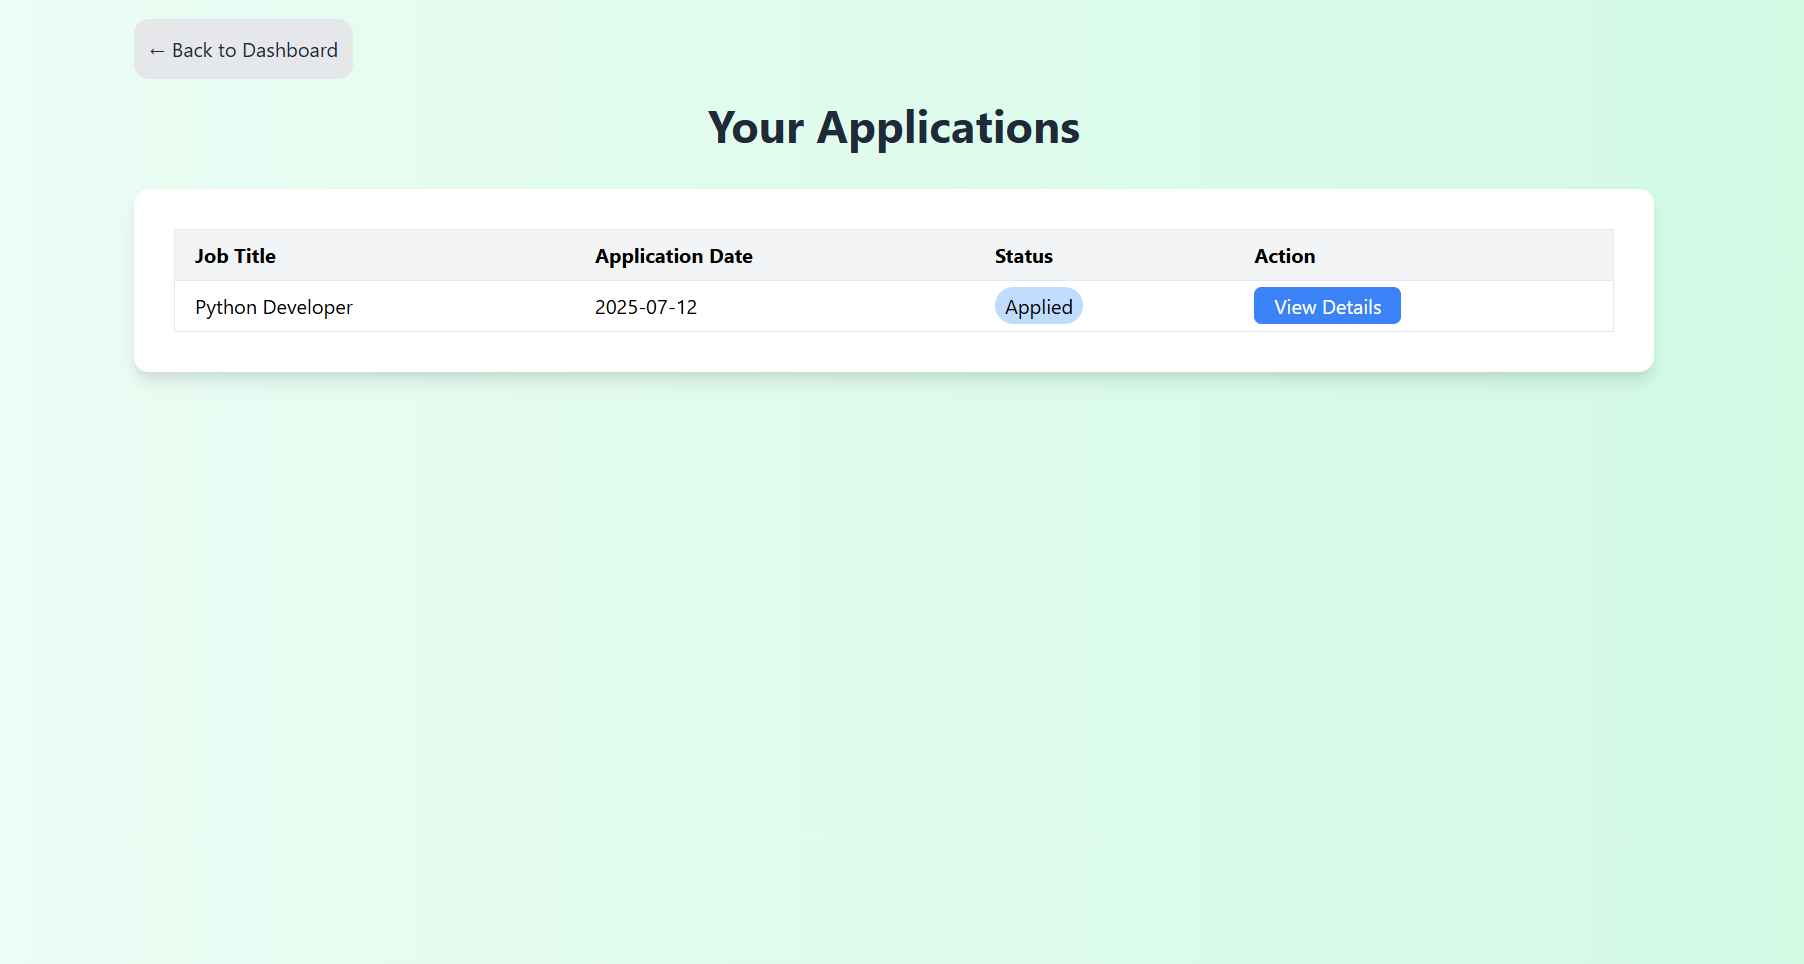 ← Back to Dashboard
Your Applications
Job Title Application Date Status Action
Python Developer 2025-07-12 Applied View Details